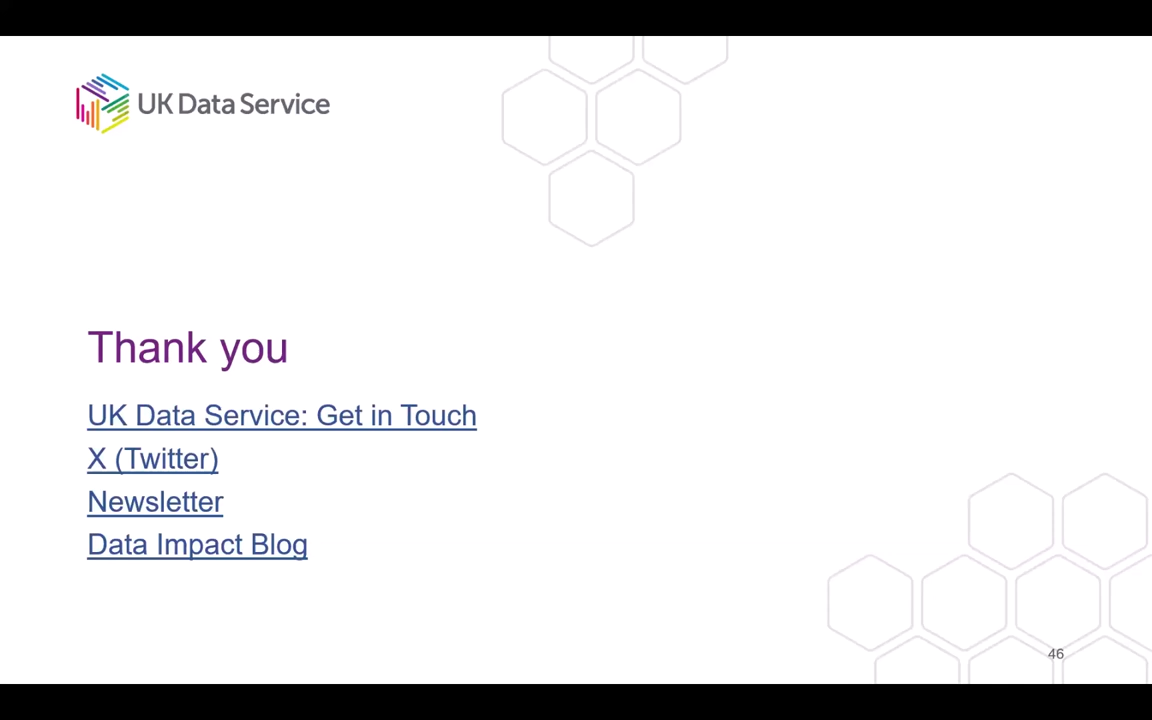 UK Data Service
Thank you
UK Data Service: Get in Touch
X (Twitter)
Newsletter
Data Impact Blog
46